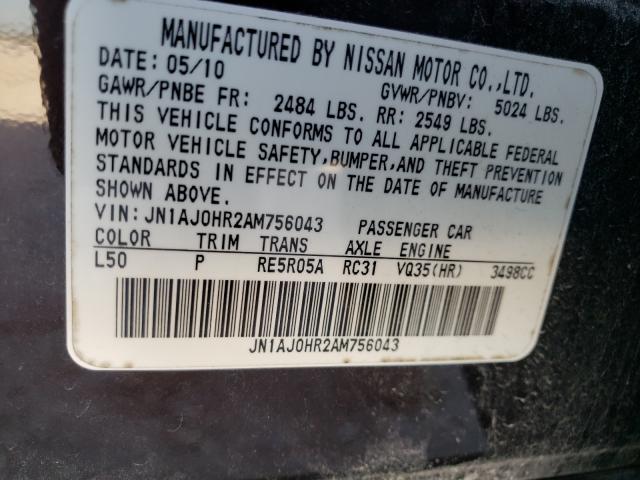 MANUFACTURED BY NISSAN MOTOR CO.,LTD.
DATE: 05/10 GVWR/PNBV: 5024 LBS.
GAWR/PNBE FR: 2484 LBS. RR: 2549 LBS.
THIS VEHICLE CONFORMS TO ALL APPLICABLE FEDERAL
MOTOR VEHICLE SAFETY,BUMPER,AND THEFT PREVENTION
STANDARDS IN EFFECT ON THE DATE OF MANUFACTURE
SHOWN ABOVE.
VIN: JN1AJ0HR2AM756043 PASSENGER CAR
COLOR TRIM TRANS AXLE ENGINE
L50 P RE5R05A RC31 VQ35(HR) 3498CC
JN1AJ0HR2AM756043